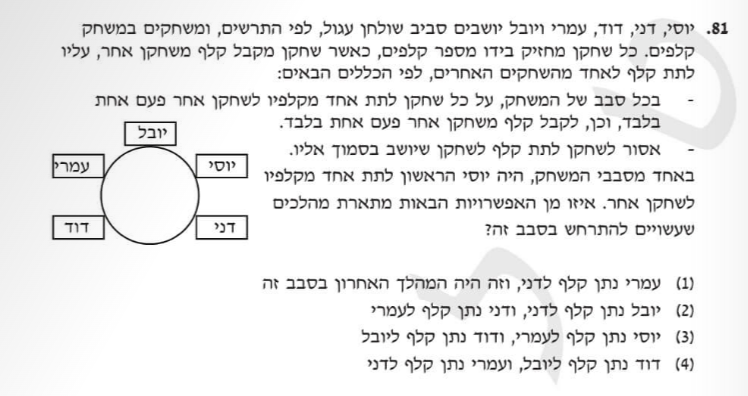 81. יוסי, דני, דוד, עמרי ויובל יושבים סביב שולחן עגול, לפי התרשים, ומשחקים במשחק
קלפים. כל שחקן מחזיק בידו מספר קלפים, כאשר שחקן מקבל קלף משחקן אחר, עליו
לתת קלף לאחד מהשחקנים האחרים, לפי הכללים הבאים:
- בכל סבב של המשחק, על כל שחקן לתת אחד מקלפיו לשחקן אחר פעם אחת
בלבד, וכן, לקבל קלף משחקן אחר פעם אחת בלבד.
- אסור לשחקן לתת קלף לשחקן שיושב בסמוך אליו.
באחד מסבבי המשחק, היה יוסי הראשון לתת אחד מקלפיו
לשחקן אחר. איזו מן האפשרויות הבאות מתארת מהלכים
שעשויים להתרחש בסבב זה?
יובל
יוסי
עמרי
דני
דוד
(1) עמרי נתן קלף לדני, וזה היה המהלך האחרון בסבב זה
(2) יובל נתן קלף לדני, ודני נתן קלף לעמרי
(3) יוסי נתן קלף לעמרי, ודוד נתן קלף ליובל
(4) דוד נתן קלף ליובל, ועמרי נתן קלף לדני